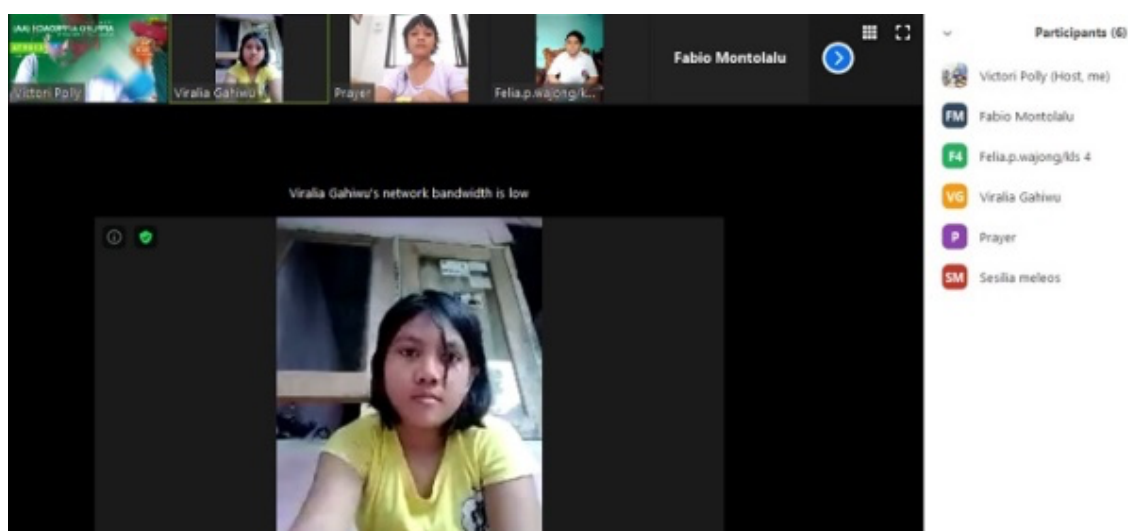 Victori Polly
Viralia Gahiwu
Prayer
Felia.p.wajong/k...
Fabio Montolalu
Viralia Gahiwu's network bandwidth is low
Participants (6)
Victori Polly (Host, me)
FM Fabio Montolalu
F4 Felia.p.wajong/kls 4
VG Viralia Gahiwu
P Prayer
SM Sesilia meleos